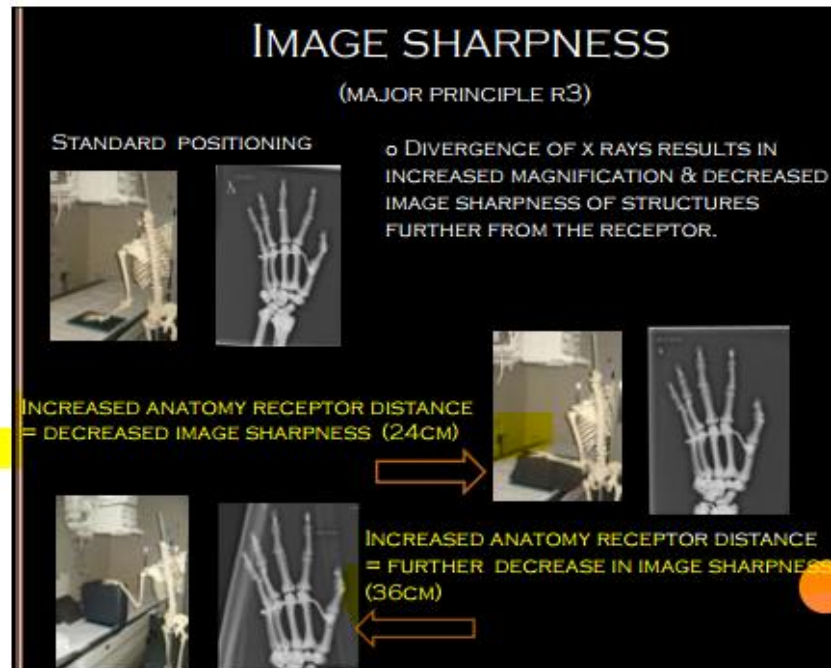 IMAGE SHARPNESS
(MAJOR PRINCIPLE R3)
STANDARD POSITIONING
o DIVERGENCE OF X RAYS RESULTS IN
INCREASED MAGNIFICATION & DECREASED
IMAGE SHARPNESS OF STRUCTURES
FURTHER FROM THE RECEPTOR.
INCREASED ANATOMY RECEPTOR DISTANCE
= DECREASED IMAGE SHARPNESS (24CM)
INCREASED ANATOMY RECEPTOR DISTANCE
= FURTHER DECREASE IN IMAGE SHARPNESS
(36CM)